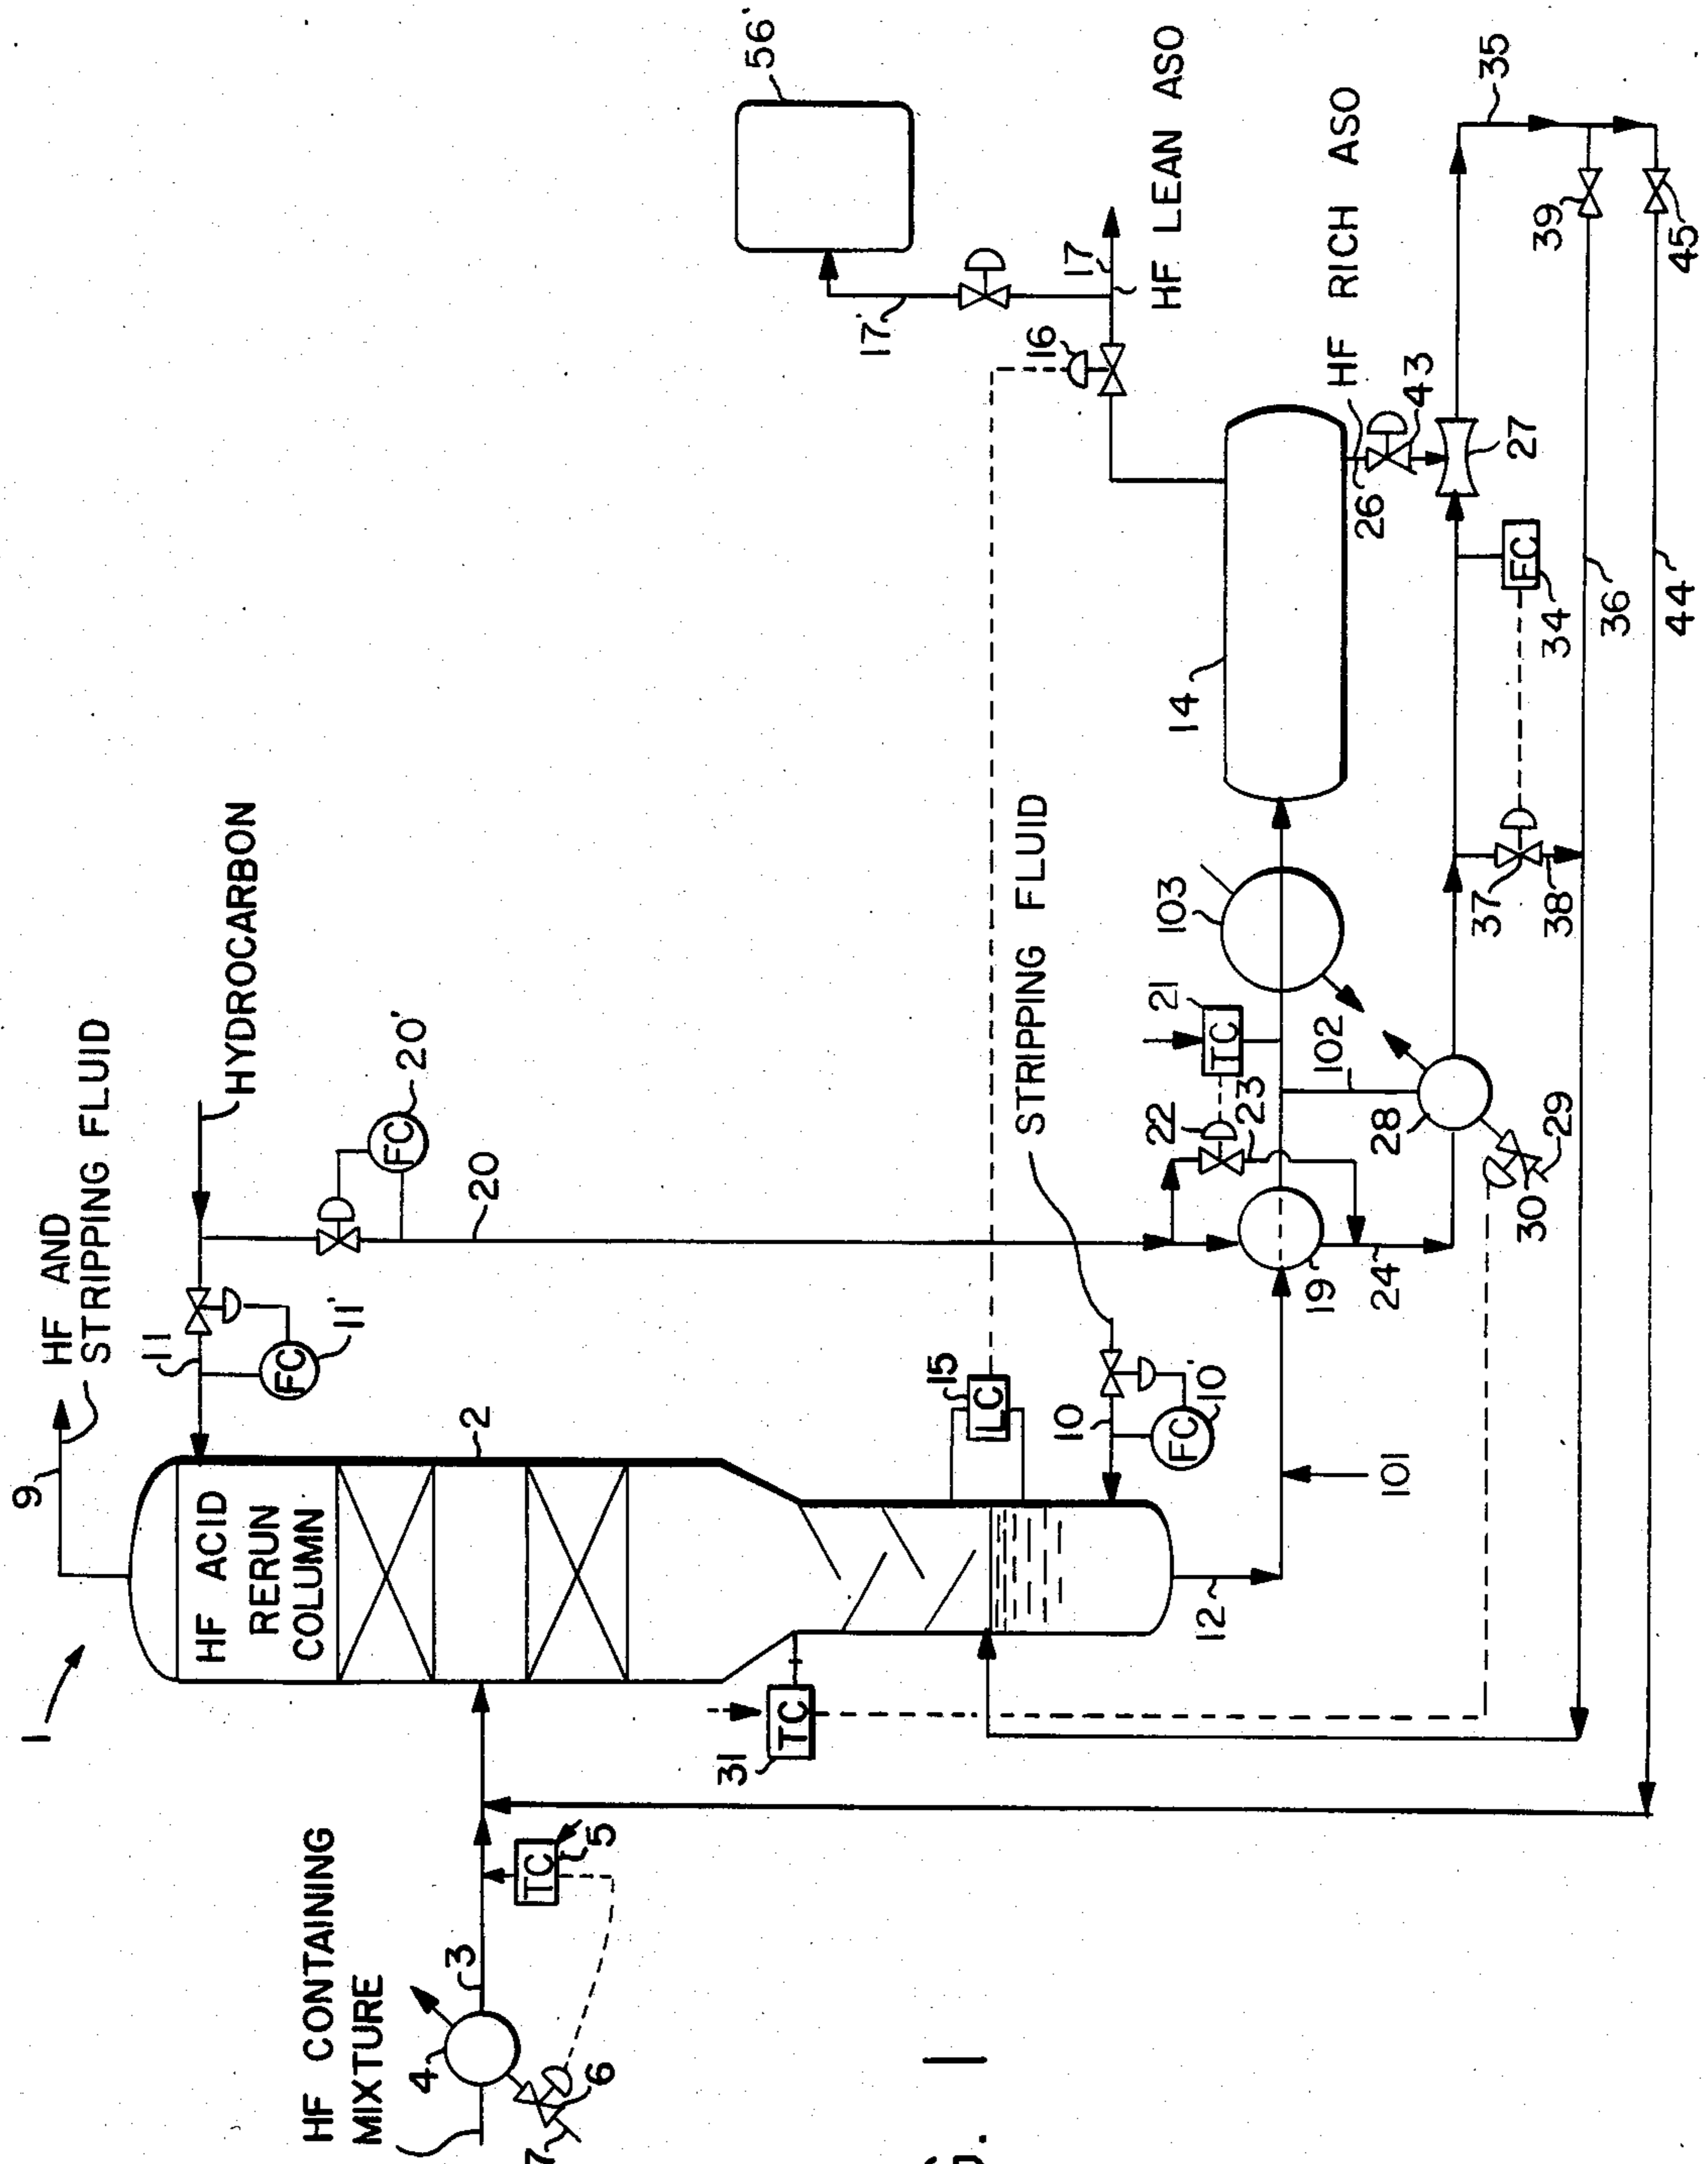 1
9
HF AND
STRIPPING FLUID
HYDROCARBON
11
FC
11'
FC
20'
20
2
HF ACID
RERUN
COLUMN
HF CONTAINING
MIXTURE
4
3
TC
5
6
7
31
TC
15
LC
STRIPPING FLUID
10
FC
10'
12
101
19
24
22
23
TC
21
102
28
29
30
103
14
16
17'
17
56'
HF LEAN ASO
HF RICH ASO
26
43
27
FC
34
37
38
35
39
45
36
44
1